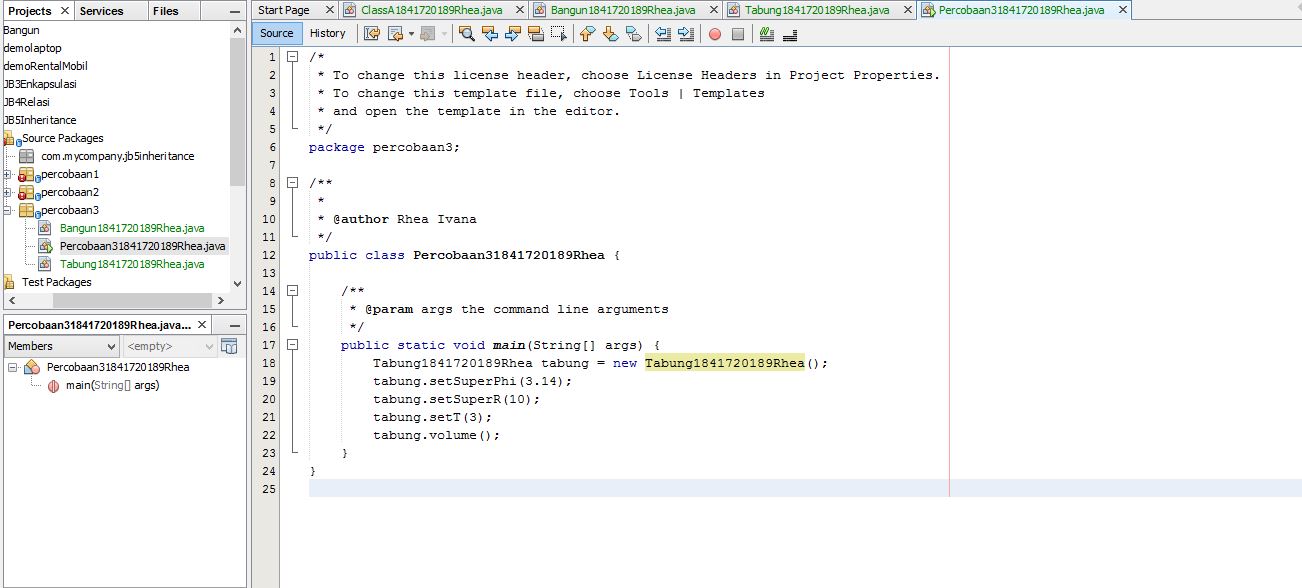 Projects
Services
Files
Bangun
demolaptop
demoRentalMobil
JB3Enkapsulasi
JB4Relasi
JB5Inheritance
Source Packages
com.mycompany.jb5inheritance
percobaan1
percobaan2
percobaan3
Bangun1841720189Rhea.java
Percobaan31841720189Rhea.java
Tabung1841720189Rhea.java
Test Packages
Percobaan31841720189Rhea.java...
Members <empty>
Percobaan31841720189Rhea
main(String[] args)
Start Page ClassA1841720189Rhea.java Bangun1841720189Rhea.java Tabung1841720189Rhea.java Percobaan31841720189Rhea.java
Source History
1 /*
2 * To change this license header, choose License Headers in Project Properties.
3 * To change this template file, choose Tools | Templates
4 * and open the template in the editor.
5 */
6 package percobaan3;
7
8 /**
9 *
10 * @author Rhea Ivana
11 */
12 public class Percobaan31841720189Rhea {
13
14 /**
15 * @param args the command line arguments
16 */
17 public static void main(String[] args) {
18 Tabung1841720189Rhea tabung = new Tabung1841720189Rhea();
19 tabung.setSuperPhi(3.14);
20 tabung.setSuperR(10);
21 tabung.setT(3);
22 tabung.volume();
23 }
24 }
25